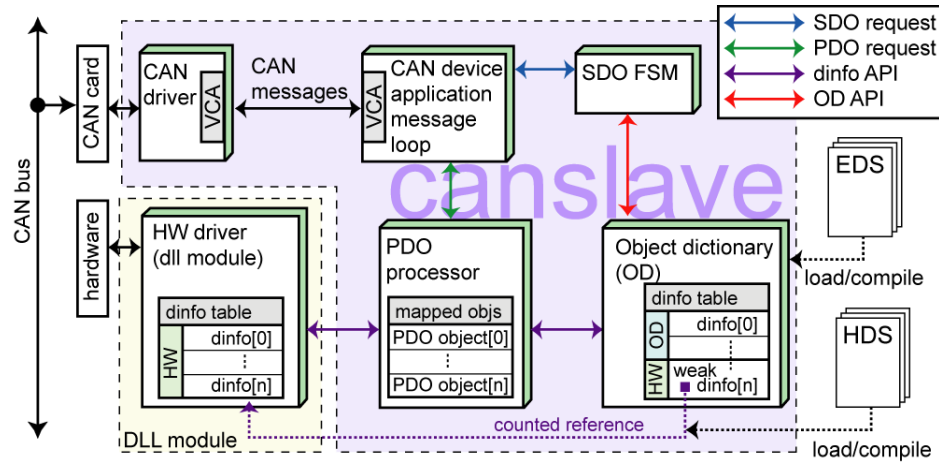 SDO request
PDO request
dinfo API
OD API
CAN bus
CAN card
CAN
driver
VCA
CAN
messages
VCA
CAN device
application
message
loop
SDO FSM
canslave
EDS
load/compile
hardware
HW driver
(dll module)
dinfo table
HW
dinfo[0]
dinfo[n]
DLL module
PDO
processor
mapped objs
PDO object[0]
PDO object[n]
Object dictionary
(OD)
dinfo table
OD
dinfo[0]
HW
weak
dinfo[n]
counted reference
HDS
load/compile